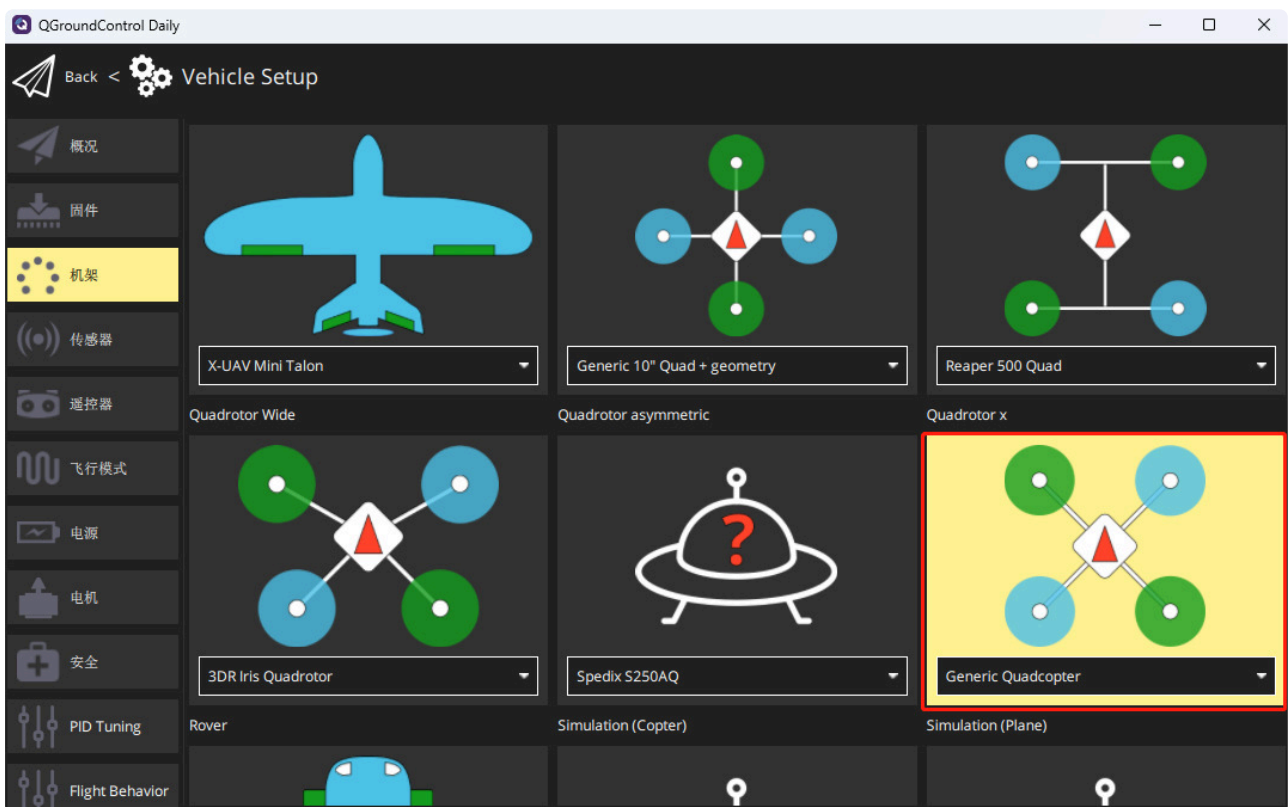 QGroundControl Daily
Back < Vehicle Setup
概况
固件
机架
传感器
遥控器
飞行模式
电源
电机
安全
PID Tuning
Flight Behavior
X-UAV Mini Talon
Generic 10" Quad + geometry
Reaper 500 Quad
Quadrotor Wide
Quadrotor asymmetric
Quadrotor x
?
3DR Iris Quadrotor
Spedix S250AQ
Generic Quadcopter
Rover
Simulation (Copter)
Simulation (Plane)